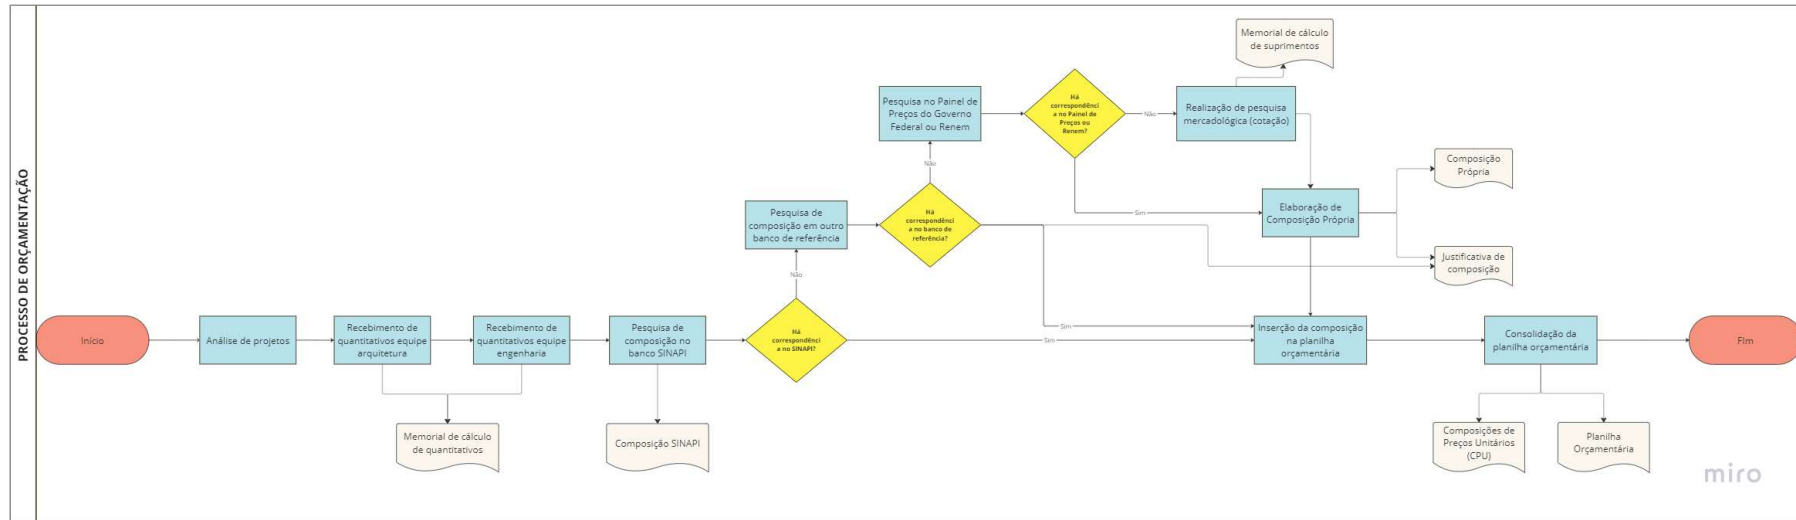 PROCESSO DE ORÇAMENTAÇÃO
Início
Análise de projetos
Recebimento de
quantitativos equipe
arquitetura
Recebimento de
quantitativos equipe
engenharia
Memorial de cálculo
de quantitativos
Pesquisa de
composição no
banco SINAPI
Composição SINAPI
Há
correspondênci
a no SINAPI?
Não
Sim
Pesquisa de
composição em outro
banco de referência
Há
correspondênci
a no banco de
referência?
Não
Sim
Pesquisa no Painel de
Preços do Governo
Federal ou Renem
Há
correspondênci
a no Painel de
Preços ou
Renem?
Não
Sim
Realização de pesquisa
mercadológica (cotação)
Memorial de cálculo
de suprimentos
Elaboração de
Composição Própria
Composição
Própria
Justificativa de
composição
Inserção da composição
na planilha
orçamentária
Consolidação da
planilha orçamentária
Composições de
Preços Unitários
(CPU)
Planilha
Orçamentária
FIm
miro